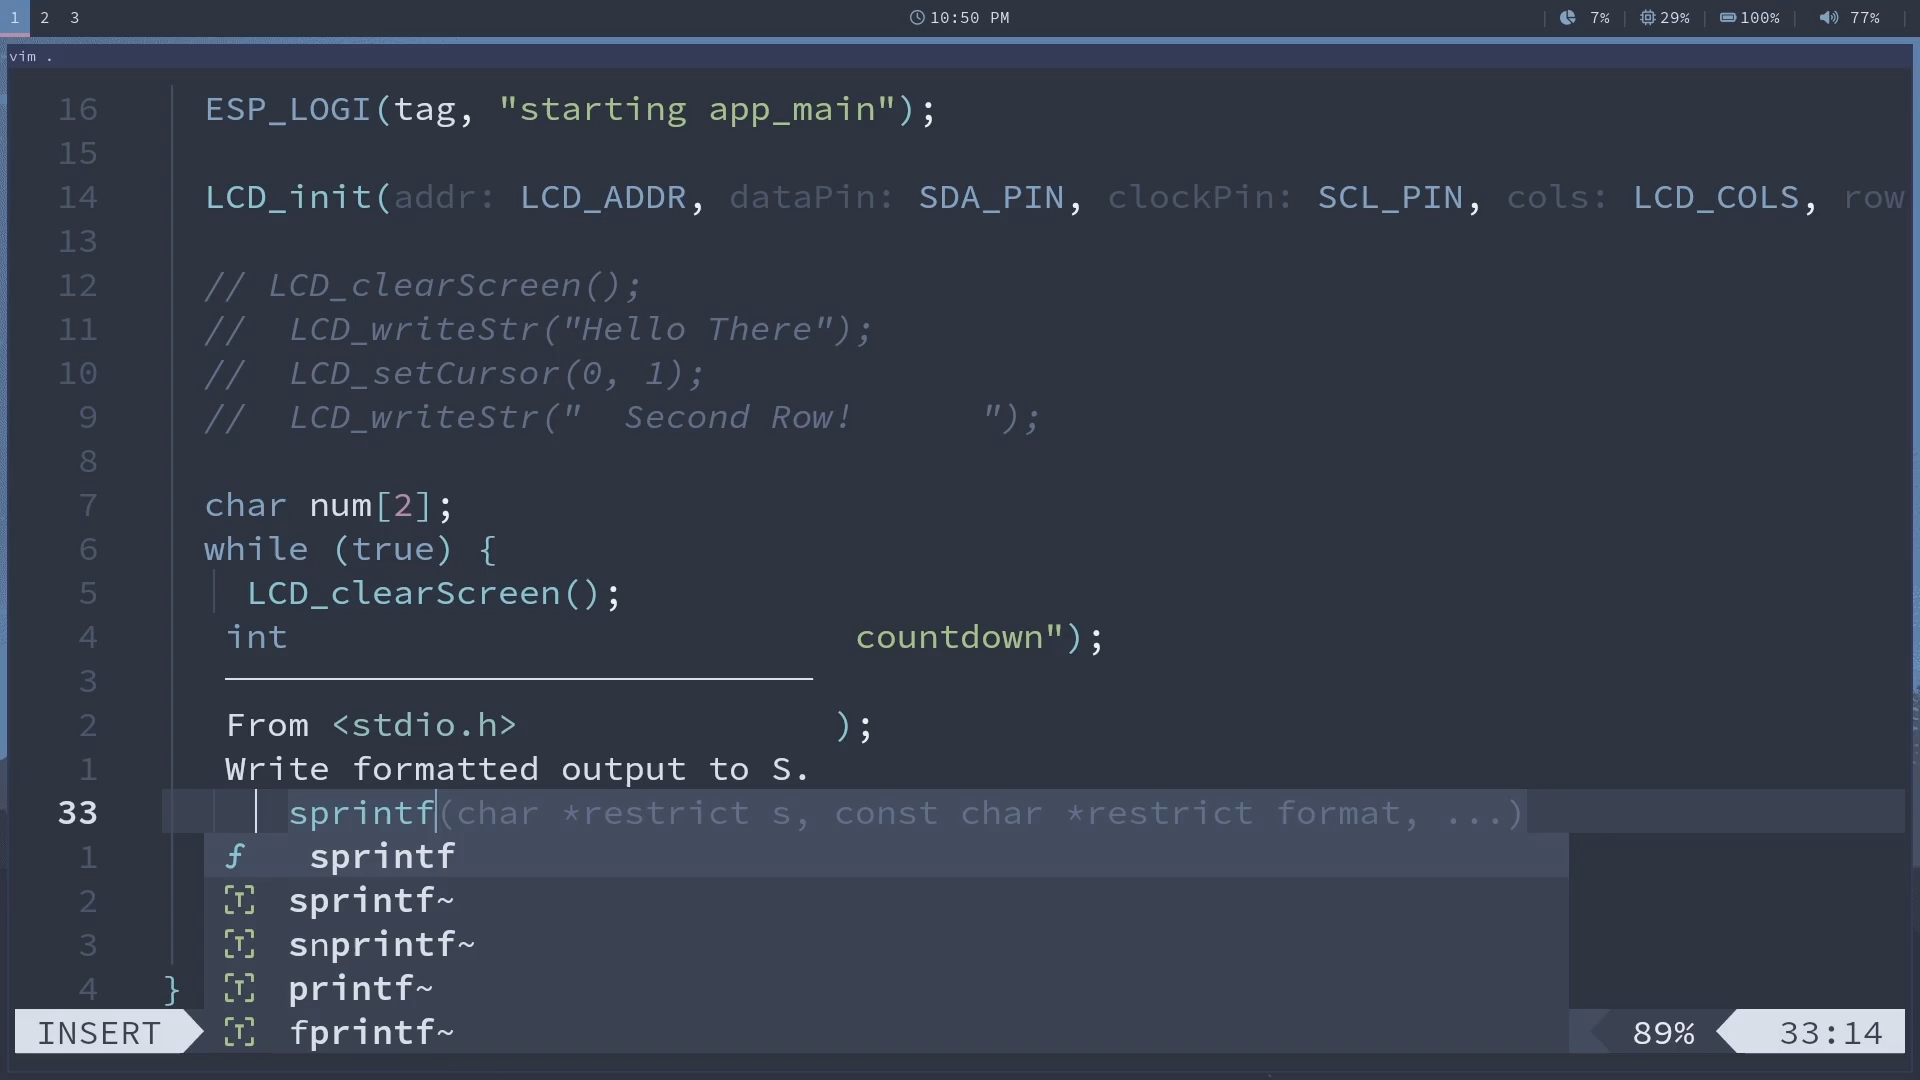 1 2 3 10:50 PM | 7% | 29% | 100% | 77% |
vim .
16 ESP_LOGI(tag, "starting app_main");
15
14 LCD_init(addr: LCD_ADDR, dataPin: SDA_PIN, clockPin: SCL_PIN, cols: LCD_COLS, row
13
12 // LCD_clearScreen();
11 //  LCD_writeStr("Hello There");
10 //  LCD_setCursor(0, 1);
9 //  LCD_writeStr("  Second Row!      ");
8
7 char num[2];
6 while (true) {
5 LCD_clearScreen();
4 int countdown");
3
2 From <stdio.h> );
1 Write formatted output to S.
33 sprintf(char *restrict s, const char *restrict format, ...)
1 ƒ sprintf
2 [T] sprintf~
3 [T] snprintf~
4 } [T] printf~
[T] fprintf~
INSERT 89% 33:14